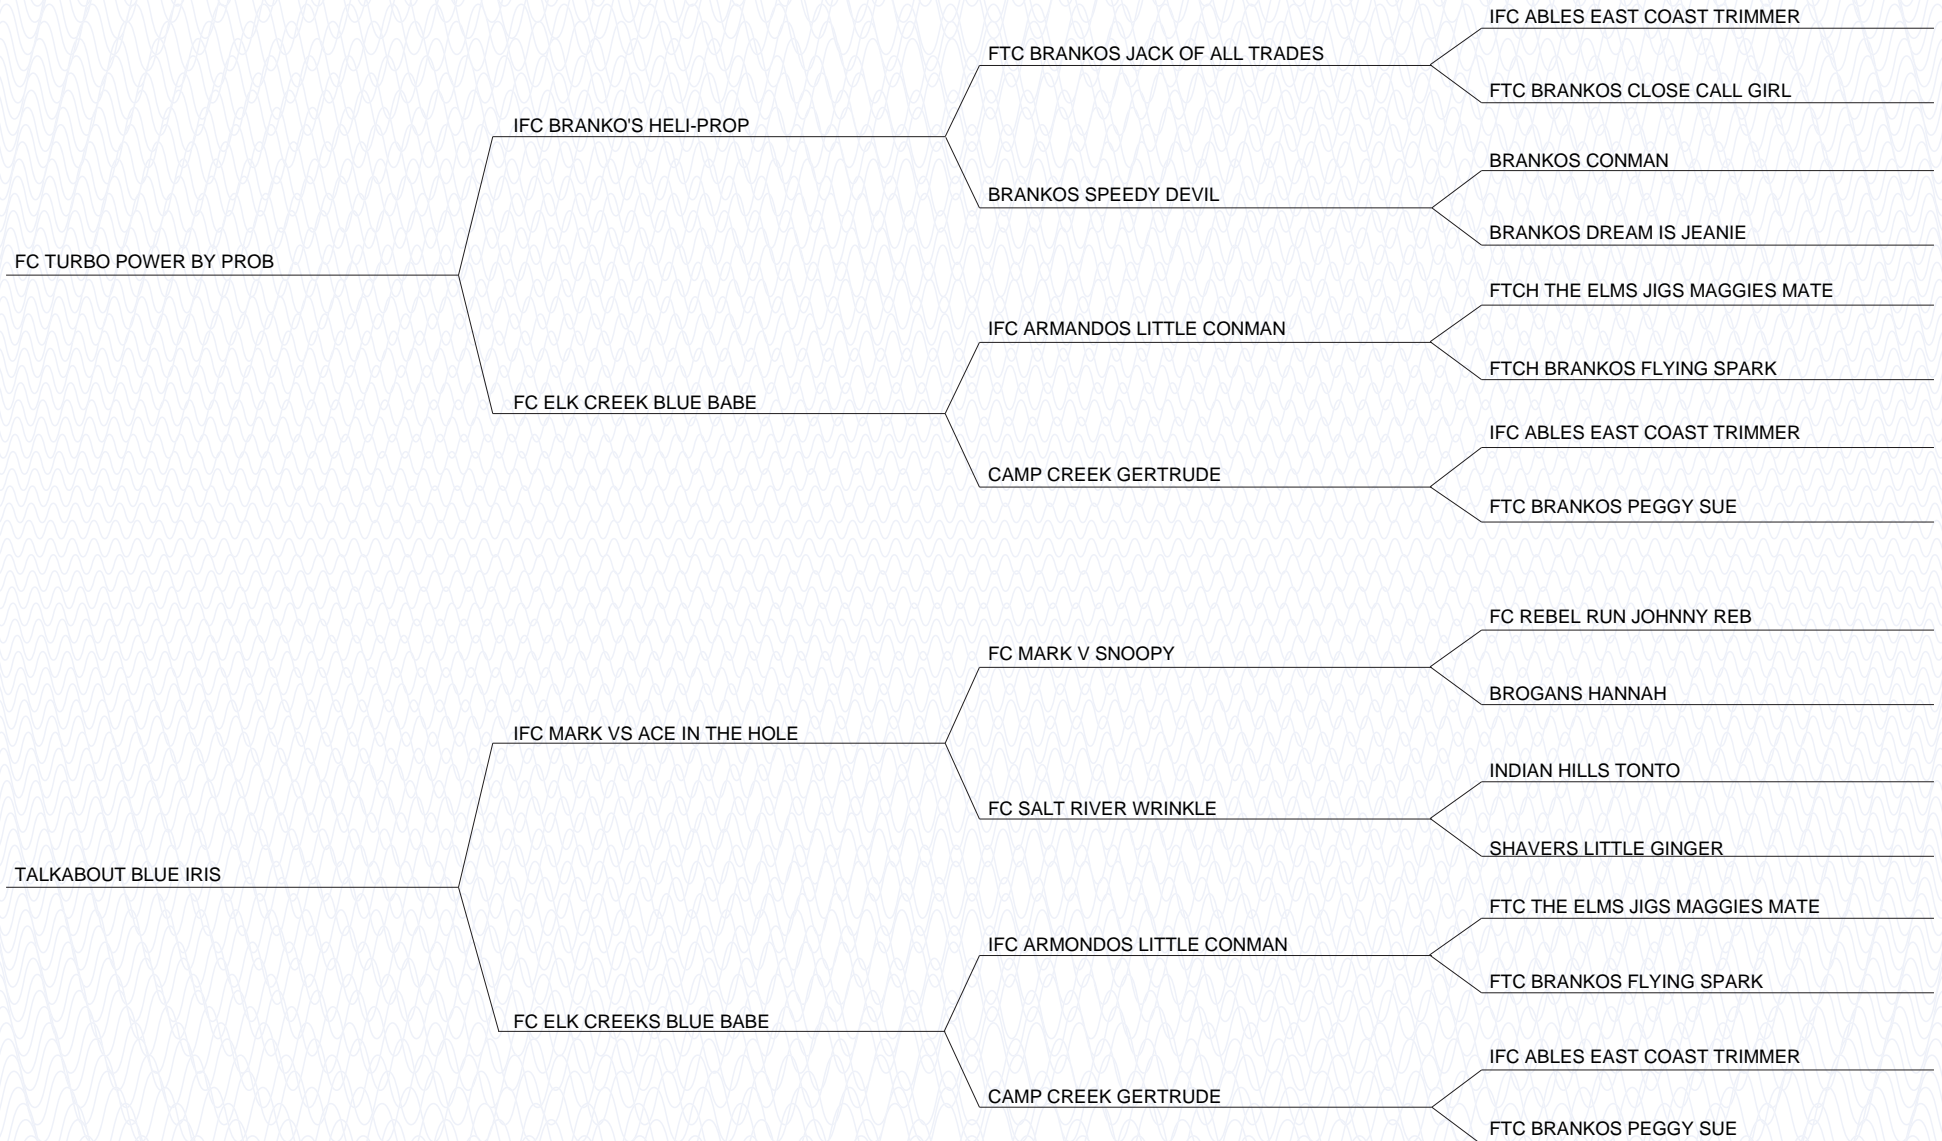 IFC ABLES EAST COAST TRIMMER
FTC BRANKOS JACK OF ALL TRADES
FTC BRANKOS CLOSE CALL GIRL
IFC BRANKO'S HELI-PROP
BRANKOS CONMAN
BRANKOS SPEEDY DEVIL
BRANKOS DREAM IS JEANIE
FC TURBO POWER BY PROB
FTCH THE ELMS JIGS MAGGIES MATE
IFC ARMANDOS LITTLE CONMAN
FTCH BRANKOS FLYING SPARK
FC ELK CREEK BLUE BABE
IFC ABLES EAST COAST TRIMMER
CAMP CREEK GERTRUDE
FTC BRANKOS PEGGY SUE
FC REBEL RUN JOHNNY REB
FC MARK V SNOOPY
BROGANS HANNAH
IFC MARK VS ACE IN THE HOLE
INDIAN HILLS TONTO
FC SALT RIVER WRINKLE
SHAVERS LITTLE GINGER
TALKABOUT BLUE IRIS
FTC THE ELMS JIGS MAGGIES MATE
IFC ARMONDOS LITTLE CONMAN
FTC BRANKOS FLYING SPARK
FC ELK CREEKS BLUE BABE
IFC ABLES EAST COAST TRIMMER
CAMP CREEK GERTRUDE
FTC BRANKOS PEGGY SUE